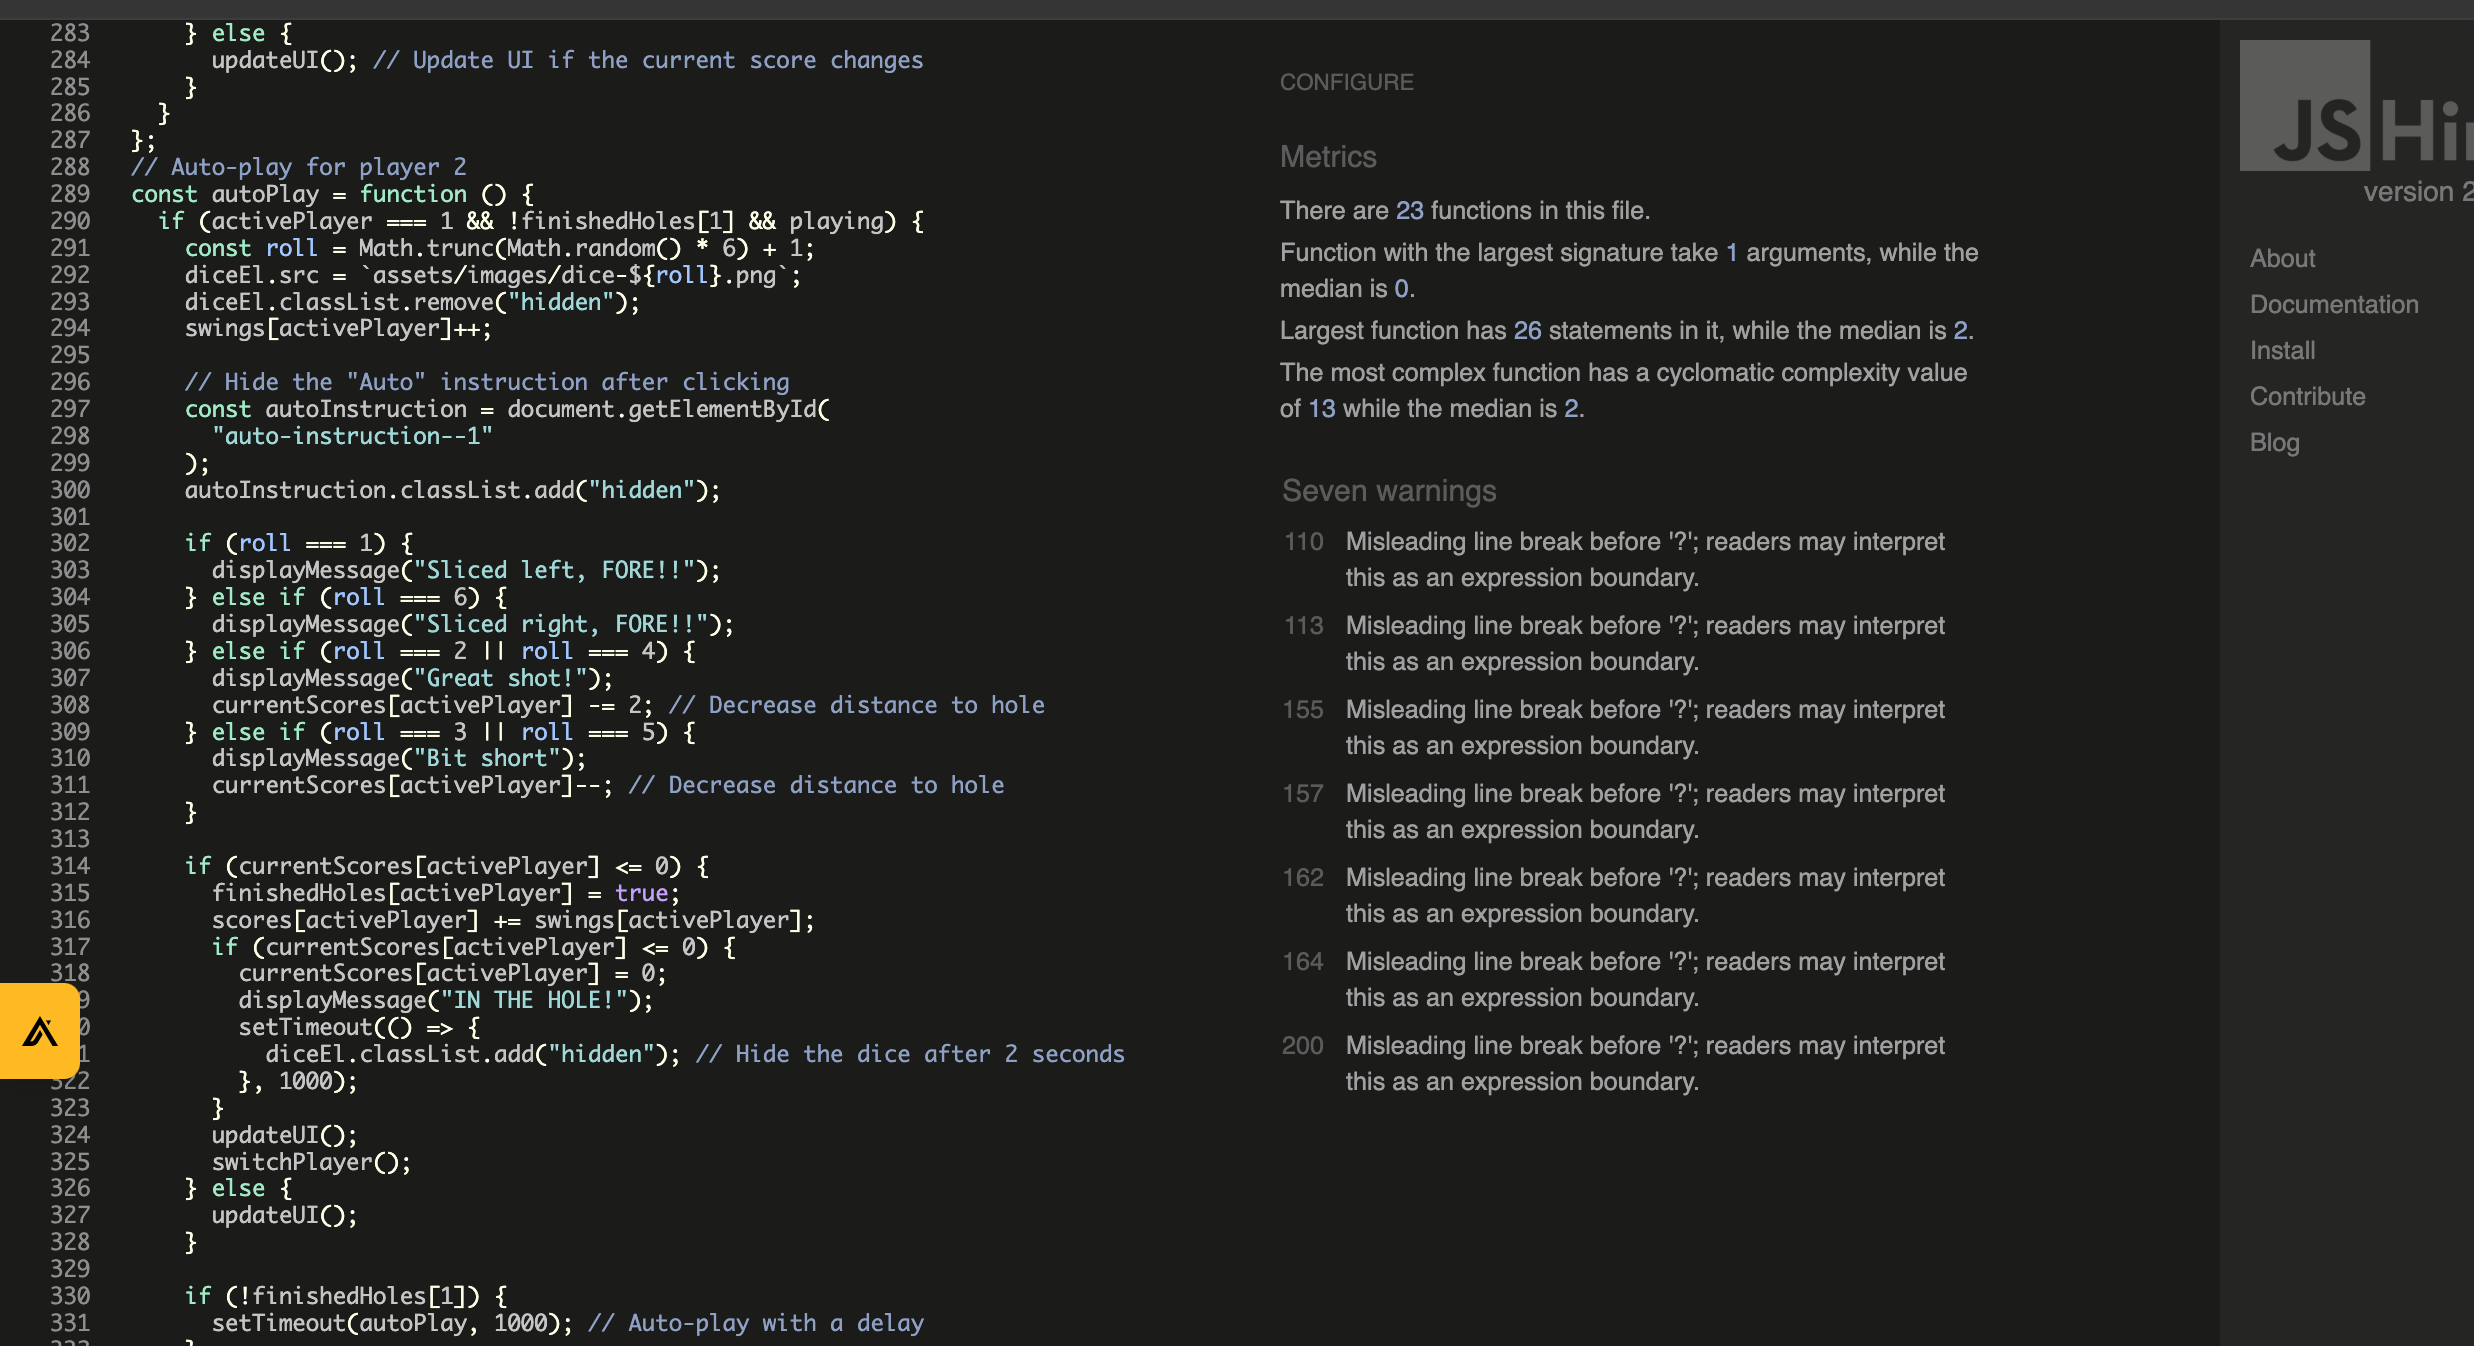 283 } else {
284 updateUI(); // Update UI if the current score changes
285 }
286 }
287 };
288 // Auto-play for player 2
289 const autoPlay = function () {
290 if (activePlayer === 1 && !finishedHoles[1] && playing) {
291 const roll = Math.trunc(Math.random() * 6) + 1;
292 diceEl.src = `assets/images/dice-${roll}.png`;
293 diceEl.classList.remove("hidden");
294 swings[activePlayer]++;
295
296 // Hide the "Auto" instruction after clicking
297 const autoInstruction = document.getElementById(
298 "auto-instruction--1"
299 );
300 autoInstruction.classList.add("hidden");
301
302 if (roll === 1) {
303 displayMessage("Sliced left, FORE!!");
304 } else if (roll === 6) {
305 displayMessage("Sliced right, FORE!!");
306 } else if (roll === 2 || roll === 4) {
307 displayMessage("Great shot!");
308 currentScores[activePlayer] -= 2; // Decrease distance to hole
309 } else if (roll === 3 || roll === 5) {
310 displayMessage("Bit short");
311 currentScores[activePlayer]--; // Decrease distance to hole
312 }
313
314 if (currentScores[activePlayer] <= 0) {
315 finishedHoles[activePlayer] = true;
316 scores[activePlayer] += swings[activePlayer];
317 if (currentScores[activePlayer] <= 0) {
318 currentScores[activePlayer] = 0;
9 displayMessage("IN THE HOLE!");
0 setTimeout(() => {
1 diceEl.classList.add("hidden"); // Hide the dice after 2 seconds
322 }, 1000);
323 }
324 updateUI();
325 switchPlayer();
326 } else {
327 updateUI();
328 }
329
330 if (!finishedHoles[1]) {
331 setTimeout(autoPlay, 1000); // Auto-play with a delay
CONFIGURE
Metrics
There are 23 functions in this file.
Function with the largest signature take 1 arguments, while the
median is 0.
Largest function has 26 statements in it, while the median is 2.
The most complex function has a cyclomatic complexity value
of 13 while the median is 2.
Seven warnings
110 Misleading line break before '?'; readers may interpret
this as an expression boundary.
113 Misleading line break before '?'; readers may interpret
this as an expression boundary.
155 Misleading line break before '?'; readers may interpret
this as an expression boundary.
157 Misleading line break before '?'; readers may interpret
this as an expression boundary.
162 Misleading line break before '?'; readers may interpret
this as an expression boundary.
164 Misleading line break before '?'; readers may interpret
this as an expression boundary.
200 Misleading line break before '?'; readers may interpret
this as an expression boundary.
JSHi
version 2
About
Documentation
Install
Contribute
Blog